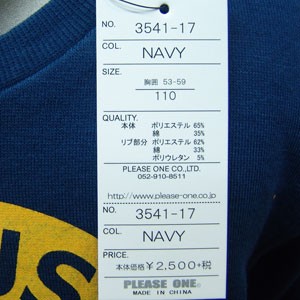 NO. 3541-17
COL. NAVY
SIZE.
胸囲 53-59
110
QUALITY.
本体 ポリエステル 65%
綿 35%
リブ部分 ポリエステル 62%
綿 33%
ポリウレタン 5%
PLEASE ONE CO.,LTD.
052-910-8511
http://www.please-one.co.jp
NO. 3541-17
COL. NAVY
PRICE.
本体価格 ¥2,500+税
PLEASE ONE.
MADE IN CHINA
US